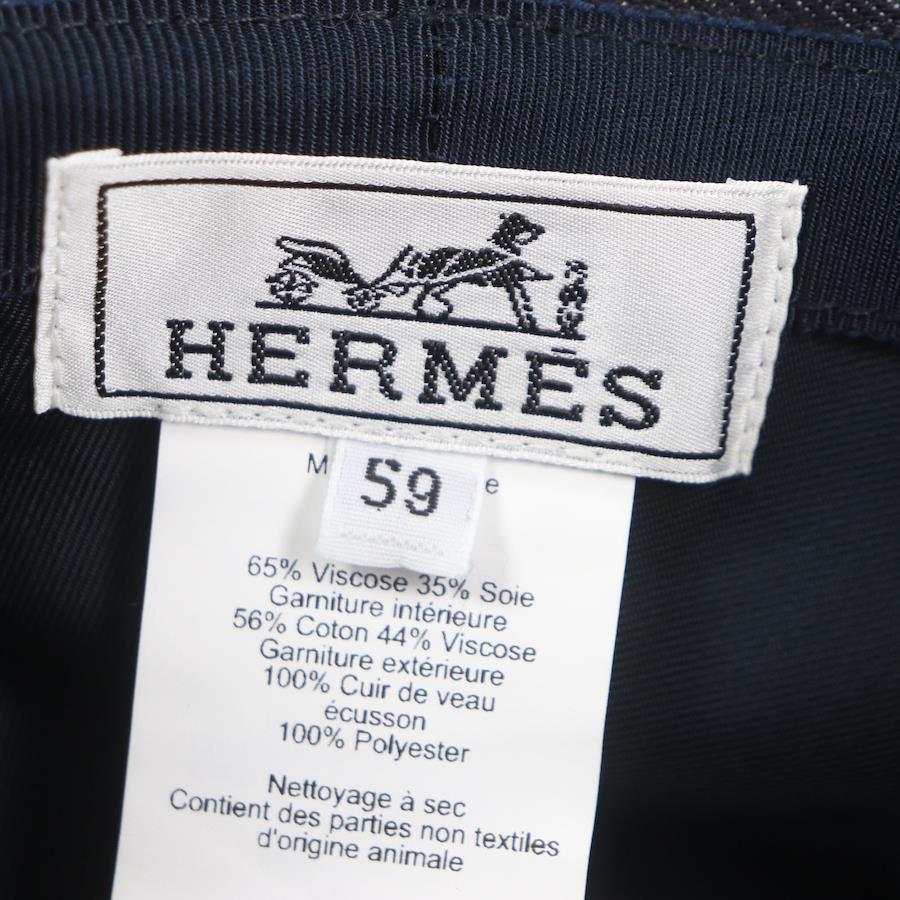 HERMES
59
65% Viscose 35% Soie
Garniture intérieure
56% Coton 44% Viscose
Garniture extérieure
100% Cuir de veau
écusson
100% Polyester
Nettoyage à sec
Contient des parties non textiles
d'origine animale